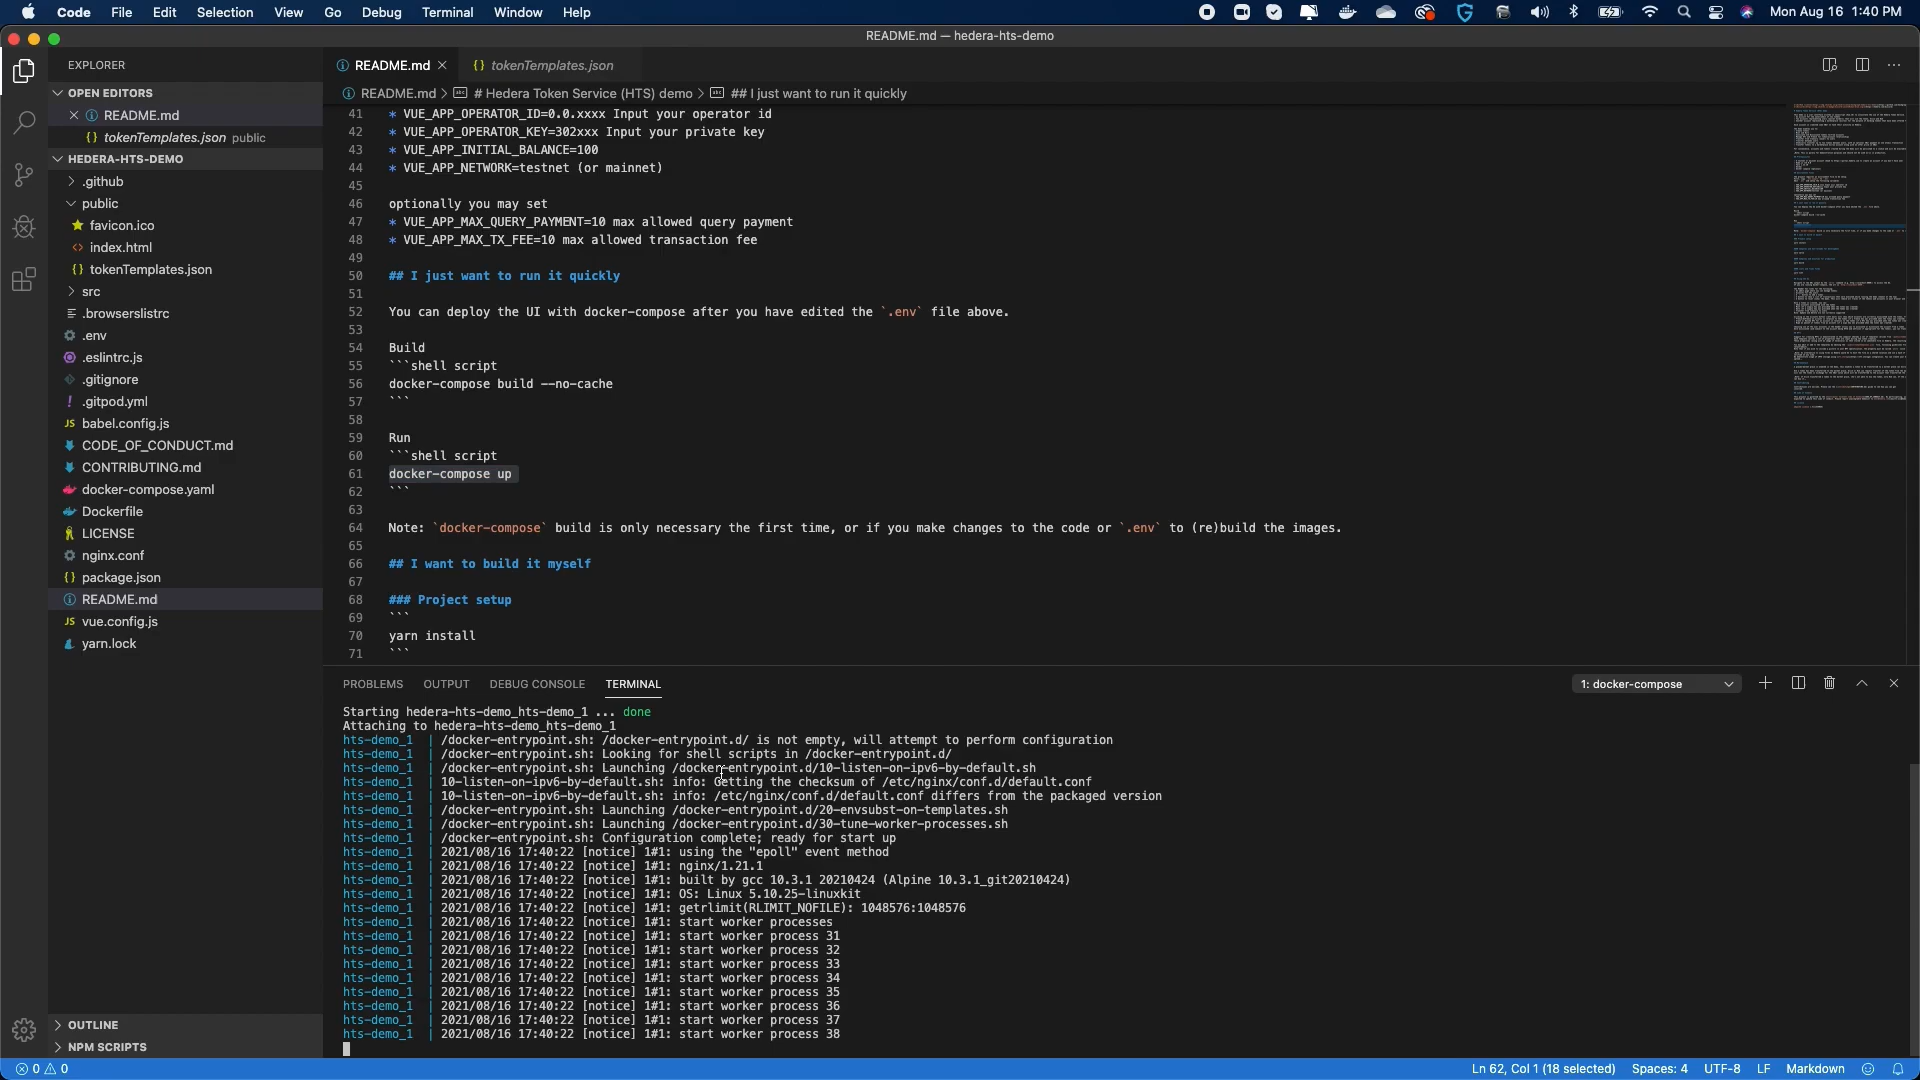 Code File Edit Selection View Go Debug Terminal Window Help
Mon Aug 16 1:40 PM
README.md — hedera-hts-demo
EXPLORER
OPEN EDITORS
README.md
tokenTemplates.json public
HEDERA-HTS-DEMO
.github
public
favicon.ico
index.html
tokenTemplates.json
src
.browserslistrc
.env
.eslintrc.js
.gitignore
.gitpod.yml
babel.config.js
CODE_OF_CONDUCT.md
CONTRIBUTING.md
docker-compose.yaml
Dockerfile
LICENSE
nginx.conf
package.json
README.md
vue.config.js
yarn.lock
OUTLINE
NPM SCRIPTS
README.md
tokenTemplates.json
README.md > # Hedera Token Service (HTS) demo > ## I just want to run it quickly
41 * VUE_APP_OPERATOR_ID=0.0.xxxx Input your operator id
42 * VUE_APP_OPERATOR_KEY=302xxx Input your private key
43 * VUE_APP_INITIAL_BALANCE=100
44 * VUE_APP_NETWORK=testnet (or mainnet)
45
46 optionally you may set
47 * VUE_APP_MAX_QUERY_PAYMENT=10 max allowed query payment
48 * VUE_APP_MAX_TX_FEE=10 max allowed transaction fee
49
50 ## I just want to run it quickly
51
52 You can deploy the UI with docker-compose after you have edited the `.env` file above.
53
54 Build
55 ```shell script
56 docker-compose build --no-cache
57 ```
58
59 Run
60 ```shell script
61 docker-compose up
62 ```
63
64 Note: `docker-compose` build is only necessary the first time, or if you make changes to the code or `.env` to (re)build the images.
65
66 ## I want to build it myself
67
68 ### Project setup
69 ```
70 yarn install
71 ```
PROBLEMS OUTPUT DEBUG CONSOLE TERMINAL
1: docker-compose
Starting hedera-hts-demo_hts-demo_1 ... done
Attaching to hedera-hts-demo_hts-demo_1
hts-demo_1 | /docker-entrypoint.sh: /docker-entrypoint.d/ is not empty, will attempt to perform configuration
hts-demo_1 | /docker-entrypoint.sh: Looking for shell scripts in /docker-entrypoint.d/
hts-demo_1 | /docker-entrypoint.sh: Launching /docker-entrypoint.d/10-listen-on-ipv6-by-default.sh
hts-demo_1 | 10-listen-on-ipv6-by-default.sh: info: Getting the checksum of /etc/nginx/conf.d/default.conf
hts-demo_1 | 10-listen-on-ipv6-by-default.sh: info: /etc/nginx/conf.d/default.conf differs from the packaged version
hts-demo_1 | /docker-entrypoint.sh: Launching /docker-entrypoint.d/20-envsubst-on-templates.sh
hts-demo_1 | /docker-entrypoint.sh: Launching /docker-entrypoint.d/30-tune-worker-processes.sh
hts-demo_1 | /docker-entrypoint.sh: Configuration complete; ready for start up
hts-demo_1 | 2021/08/16 17:40:22 [notice] 1#1: using the "epoll" event method
hts-demo_1 | 2021/08/16 17:40:22 [notice] 1#1: nginx/1.21.1
hts-demo_1 | 2021/08/16 17:40:22 [notice] 1#1: built by gcc 10.3.1 20210424 (Alpine 10.3.1_git20210424)
hts-demo_1 | 2021/08/16 17:40:22 [notice] 1#1: OS: Linux 5.10.25-linuxkit
hts-demo_1 | 2021/08/16 17:40:22 [notice] 1#1: getrlimit(RLIMIT_NOFILE): 1048576:1048576
hts-demo_1 | 2021/08/16 17:40:22 [notice] 1#1: start worker processes
hts-demo_1 | 2021/08/16 17:40:22 [notice] 1#1: start worker process 31
hts-demo_1 | 2021/08/16 17:40:22 [notice] 1#1: start worker process 32
hts-demo_1 | 2021/08/16 17:40:22 [notice] 1#1: start worker process 33
hts-demo_1 | 2021/08/16 17:40:22 [notice] 1#1: start worker process 34
hts-demo_1 | 2021/08/16 17:40:22 [notice] 1#1: start worker process 35
hts-demo_1 | 2021/08/16 17:40:22 [notice] 1#1: start worker process 36
hts-demo_1 | 2021/08/16 17:40:22 [notice] 1#1: start worker process 37
hts-demo_1 | 2021/08/16 17:40:22 [notice] 1#1: start worker process 38
0 0
Ln 62, Col 1 (18 selected) Spaces: 4 UTF-8 LF Markdown